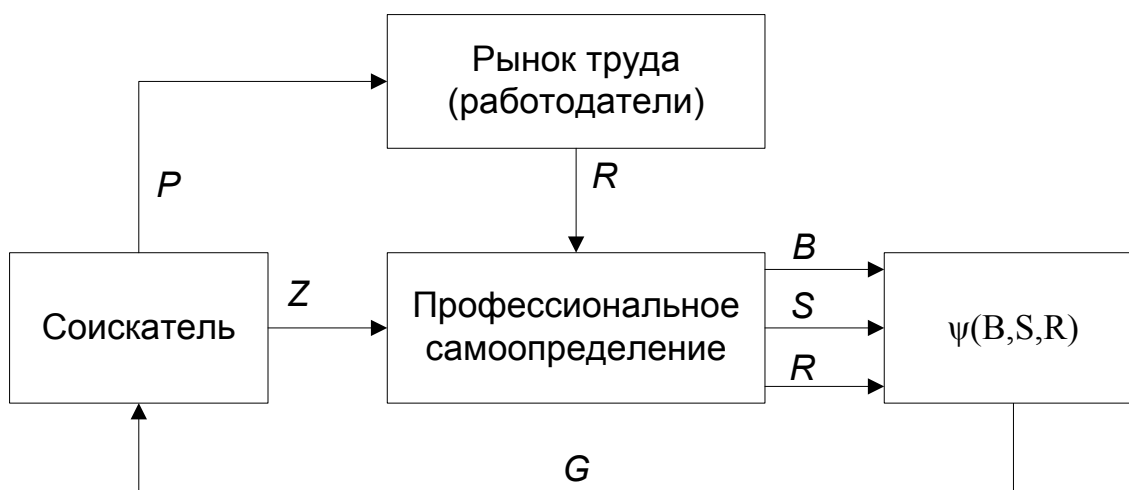 Рынок труда
(работодатели)
P
R
Соискатель
Z
Профессиональное
самоопределение
B
S
R
ψ(B,S,R)
G